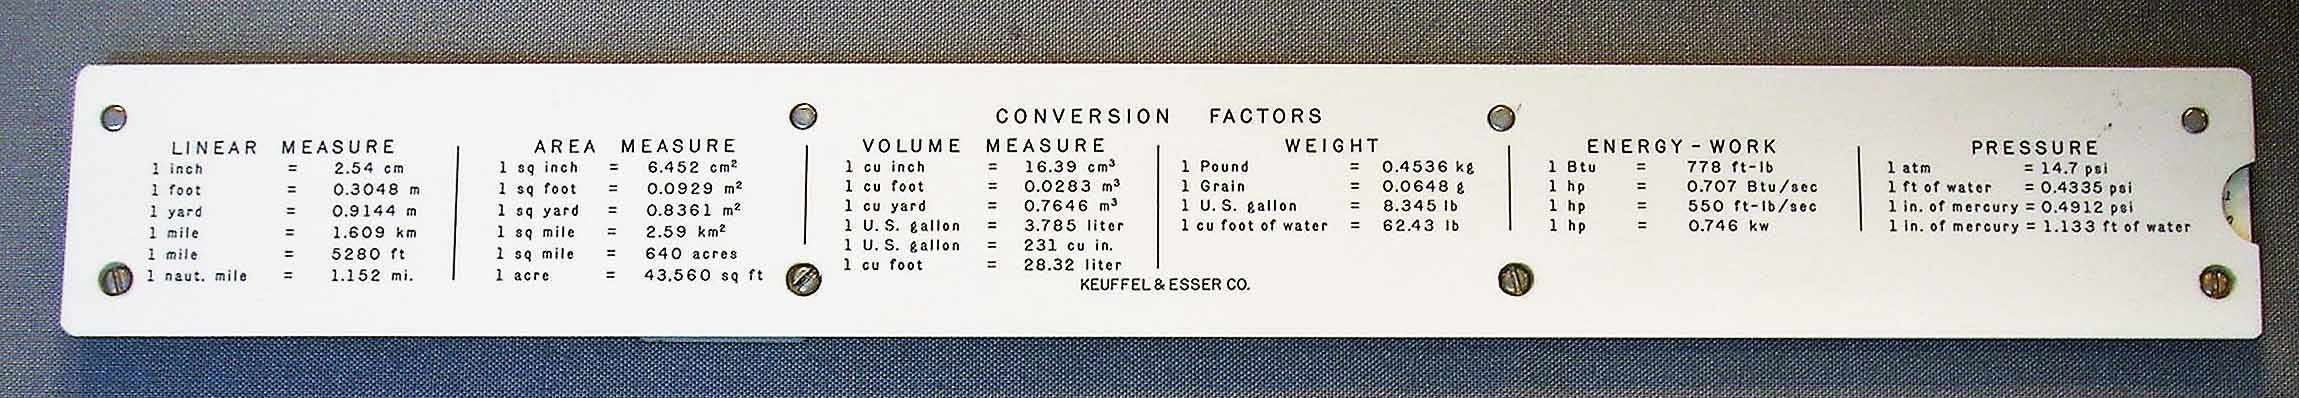 CONVERSION FACTORS
LINEAR MEASURE
1 inch = 2.54 cm
1 foot = 0.3048 m
1 yard = 0.9144 m
1 mile = 1.609 km
1 mile = 5280 ft
1 naut. mile = 1.152 mi.
AREA MEASURE
1 sq inch = 6.452 cm²
1 sq foot = 0.0929 m²
1 sq yard = 0.8361 m²
1 sq mile = 2.59 km²
1 sq mile = 640 acres
1 acre = 43,560 sq ft
VOLUME MEASURE
1 cu inch = 16.39 cm³
1 cu foot = 0.0283 m³
1 cu yard = 0.7646 m³
1 U.S. gallon = 3.785 liter
1 U.S. gallon = 231 cu in.
1 cu foot = 28.32 liter
WEIGHT
1 Pound = 0.4536 kg
1 Grain = 0.0648 g
1 U.S. gallon = 8.345 lb
1 cu foot of water = 62.43 lb
ENERGY-WORK
1 Btu = 778 ft-lb
1 hp = 0.707 Btu/sec
1 hp = 550 ft-lb/sec
1 hp = 0.746 kw
PRESSURE
1 atm = 14.7 psi
1 ft of water = 0.4335 psi
1 in. of mercury = 0.4912 psi
1 in. of mercury = 1.133 ft of water
KEUFFEL & ESSER CO.